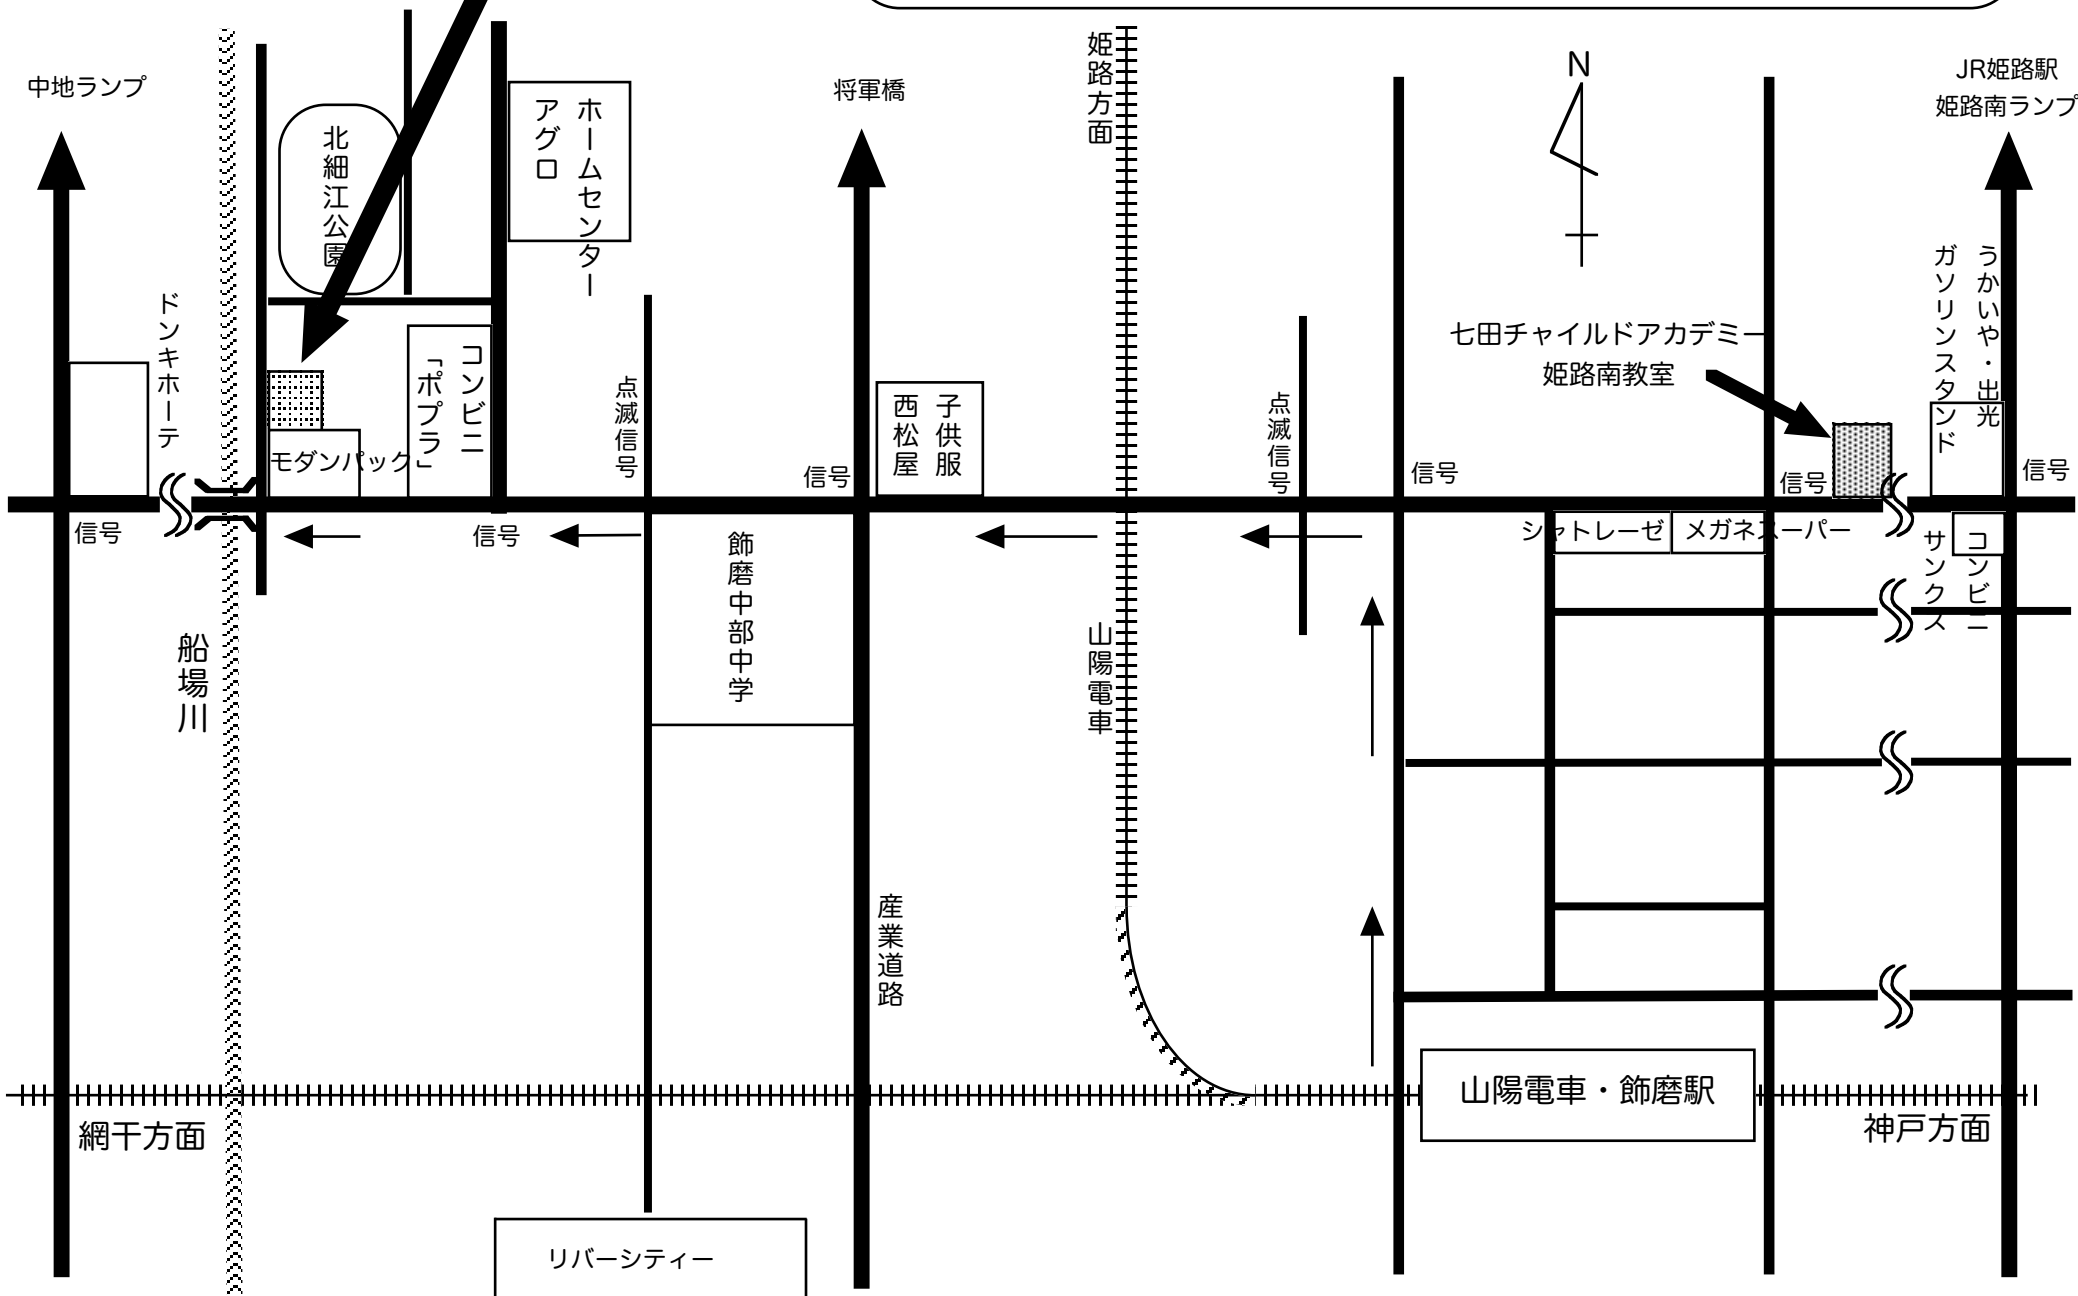 中地ランプ
北細江公園
ホームセンター
アグロ
将軍橋
姫路方面
N
JR姫路駅
姫路南ランプ
ドンキホーテ
コンビニ
「ポプラ」
モダンパック
点滅信号
信号
子供服
西松屋
点滅信号
信号
七田チャイルドアカデミー
姫路南教室
信号
うかいや・出光
ガソリンスタンド
信号
信号
信号
飾磨中部中学
シャトレーゼ
メガネスーパー
コンビニ
サンクス
船場川
山陽電車
産業道路
山陽電車・飾磨駅
網干方面
神戸方面
リバーシティー